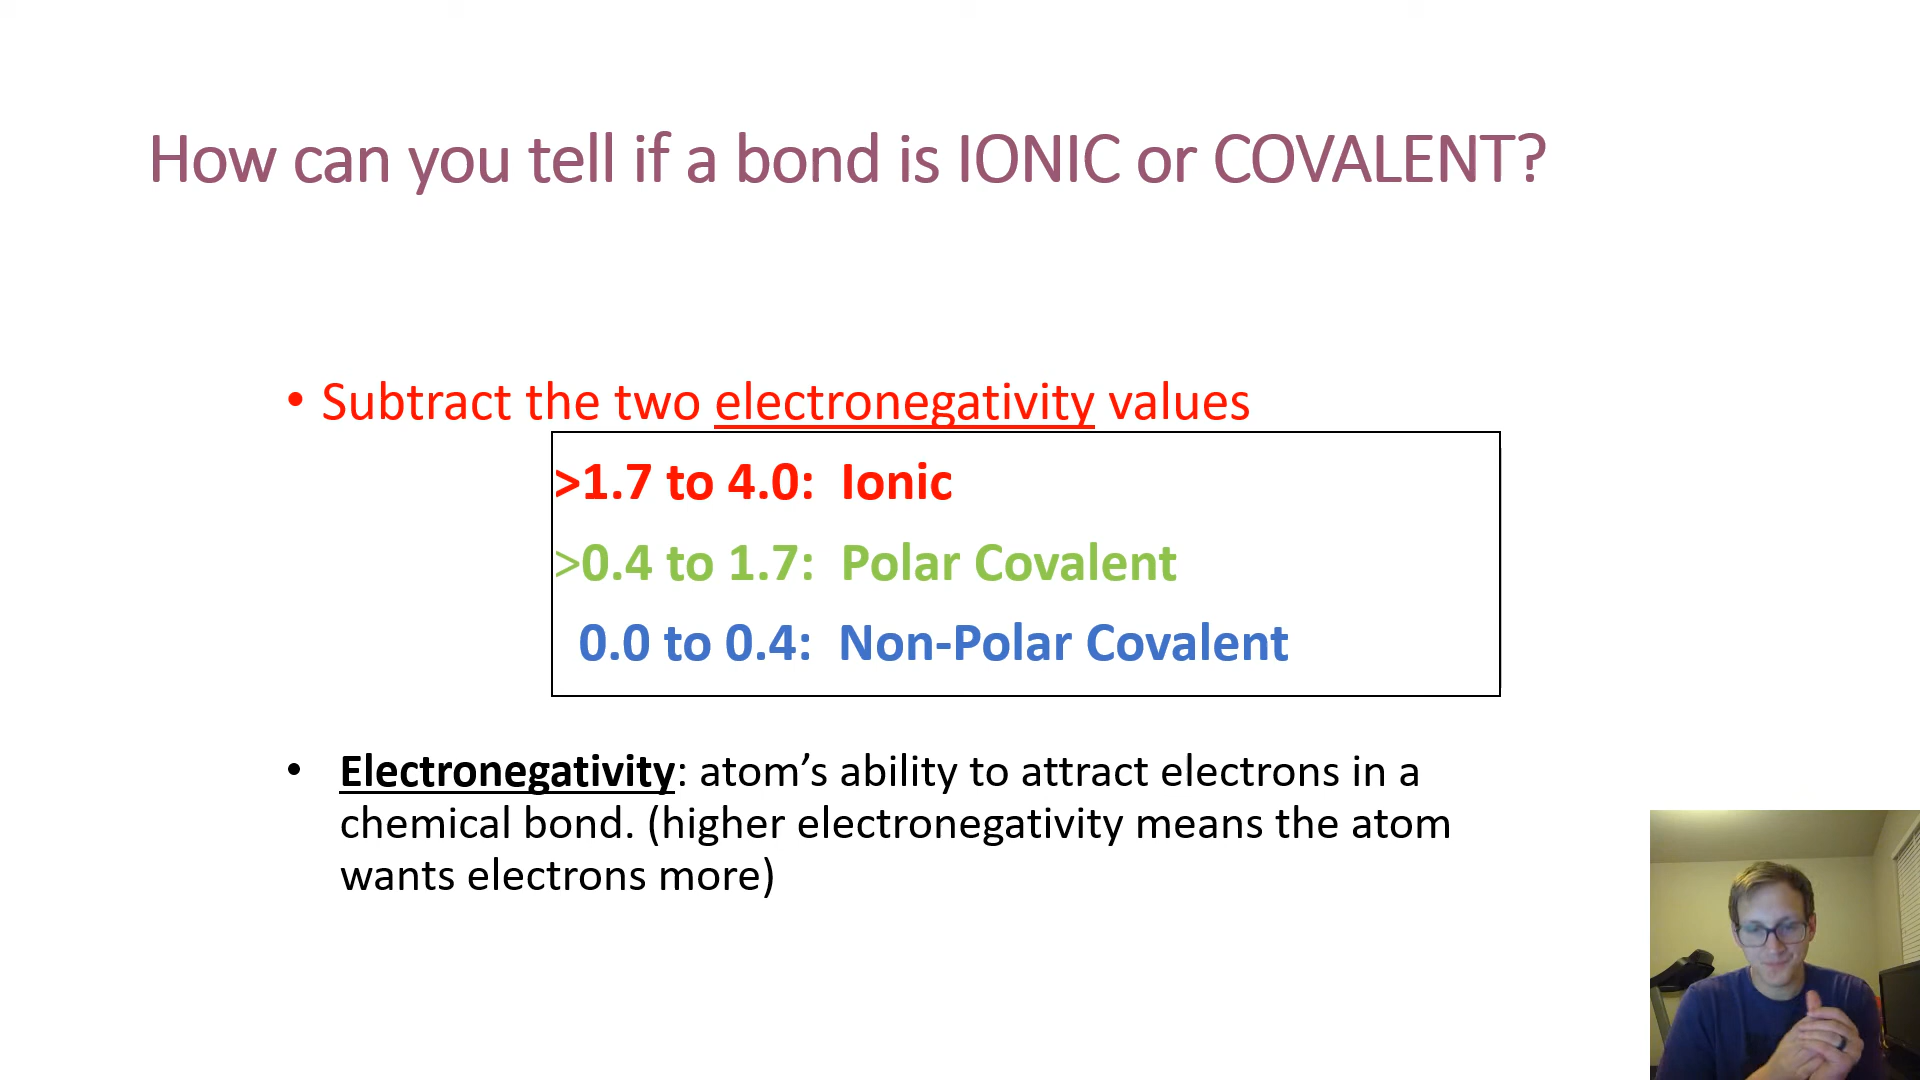 How can you tell if a bond is IONIC or COVALENT?
• Subtract the two electronegativity values
>1.7 to 4.0: Ionic
>0.4 to 1.7: Polar Covalent
0.0 to 0.4: Non-Polar Covalent
• Electronegativity: atom’s ability to attract electrons in a
chemical bond. (higher electronegativity means the atom
wants electrons more)